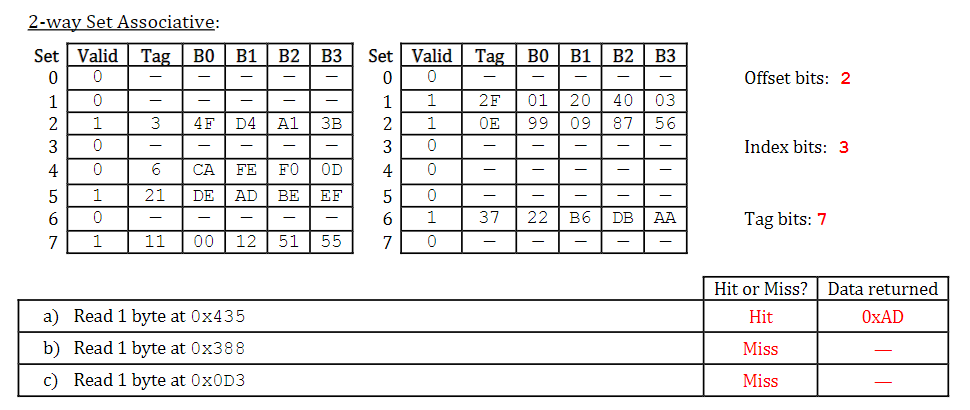 2-way Set Associative:
Set Valid Tag B0 B1 B2 B3 Set Valid Tag B0 B1 B2 B3
0 0 — — — — — 0 0 — — — — — Offset bits: 2
1 0 — — — — — 1 1 2F 01 20 40 03
2 1 3 4F D4 A1 3B 2 1 0E 99 09 87 56
3 0 — — — — — 3 0 — — — — — Index bits: 3
4 0 6 CA FE F0 0D 4 0 — — — — —
5 1 21 DE AD BE EF 5 0 — — — — —
6 0 — — — — — 6 1 37 22 B6 DB AA Tag bits: 7
7 1 11 00 12 51 55 7 0 — — — — —
Hit or Miss? Data returned
a) Read 1 byte at 0x435 Hit 0xAD
b) Read 1 byte at 0x388 Miss —
c) Read 1 byte at 0x0D3 Miss —